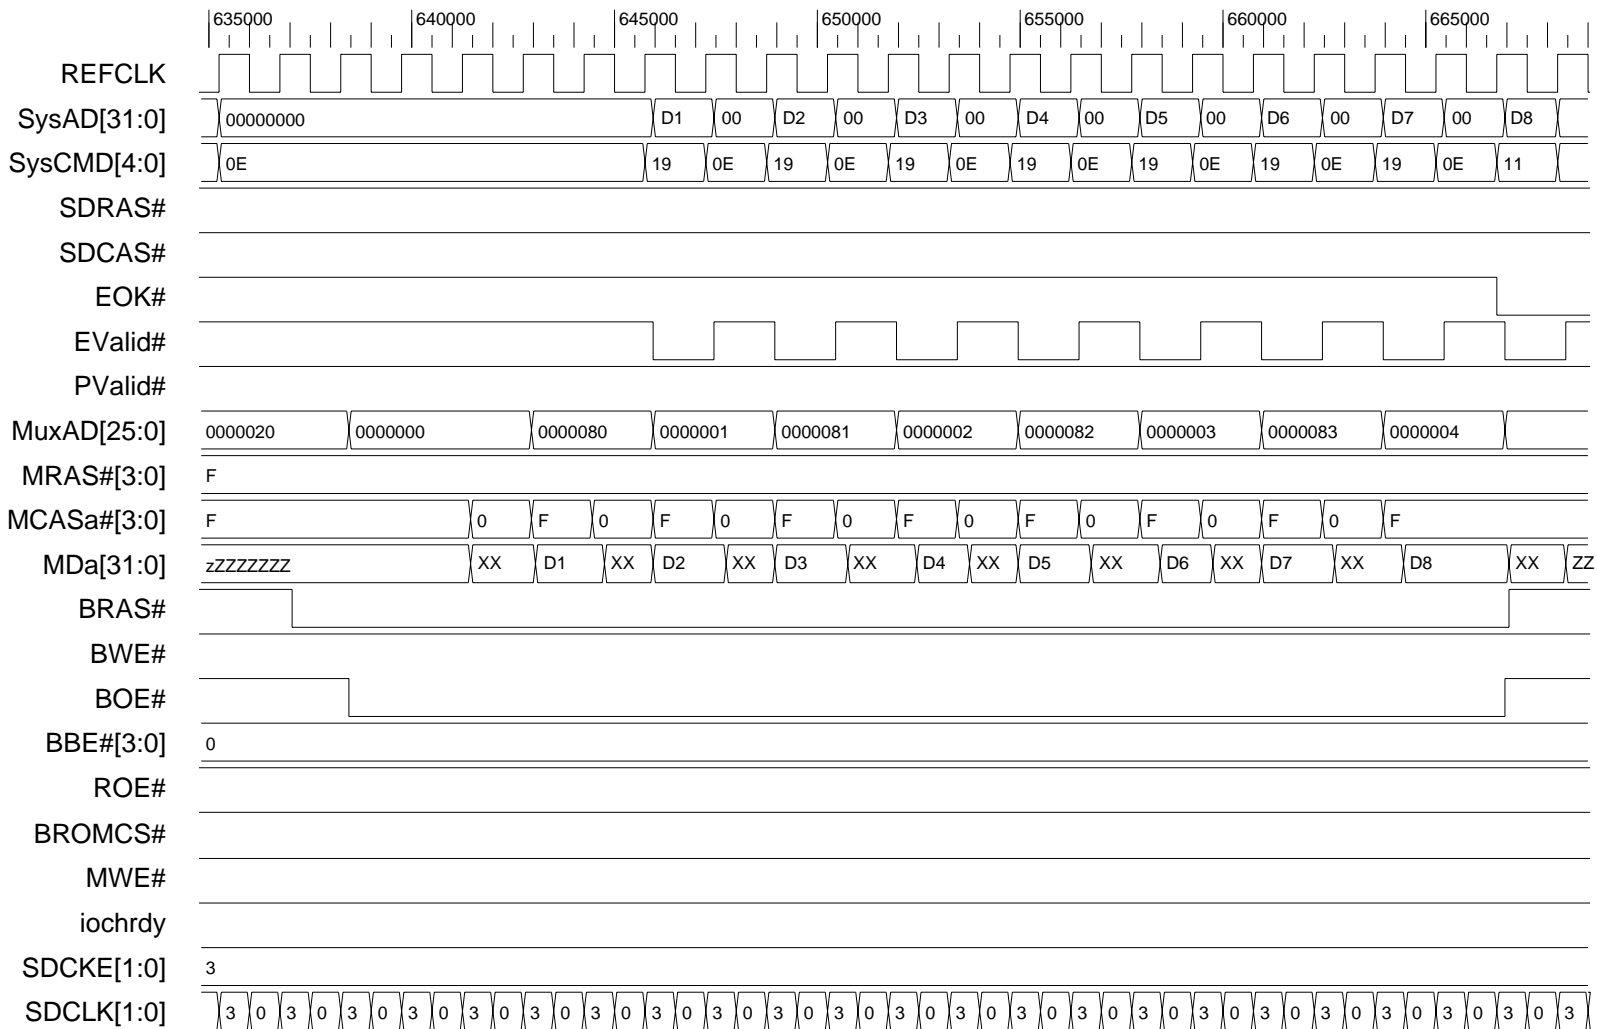 635000 640000 645000 650000 655000 660000 665000
REFCLK
SysAD[31:0] 00000000 D1 00 D2 00 D3 00 D4 00 D5 00 D6 00 D7 00 D8
SysCMD[4:0] 0E 19 0E 19 0E 19 0E 19 0E 19 0E 19 0E 19 0E 11
SDRAS#
SDCAS#
EOK#
EValid#
PValid#
MuxAD[25:0] 0000020 0000000 0000080 0000001 0000081 0000002 0000082 0000003 0000083 0000004
MRAS#[3:0] F
MCASa#[3:0] F 0 F 0 F 0 F 0 F 0 F 0 F 0 F 0 F
MDa[31:0] zZZZZZZZ XX D1 XX D2 XX D3 XX D4 XX D5 XX D6 XX D7 XX D8 XX ZZ
BRAS#
BWE#
BOE#
BBE#[3:0] 0
ROE#
BROMCS#
MWE#
iochrdy
SDCKE[1:0] 3
SDCLK[1:0] 3 0 3 0 3 0 3 0 3 0 3 0 3 0 3 0 3 0 3 0 3 0 3 0 3 0 3 0 3 0 3 0 3 0 3 0 3 0 3 0 3 0 3 0 3